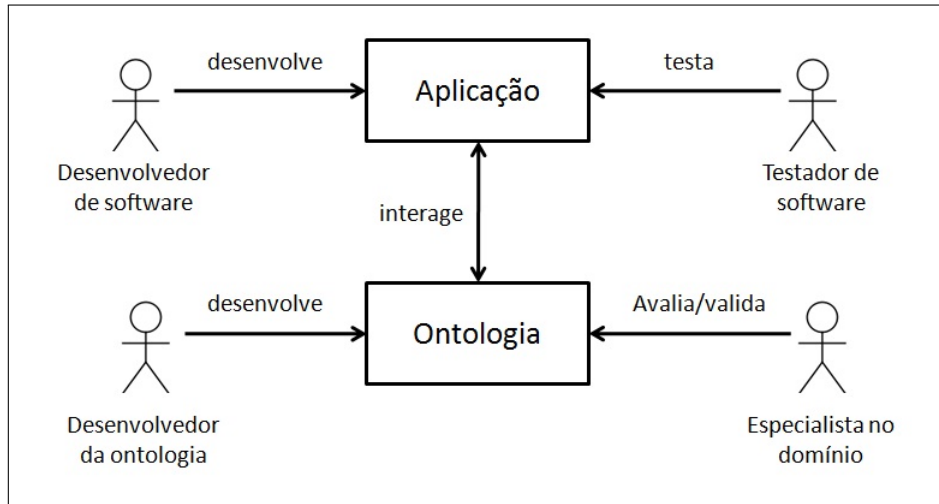 desenvolve
Aplicação
testa
Desenvolvedor
de software
Testador de
software
interage
desenvolve
Ontologia
Avalia/valida
Desenvolvedor
da ontologia
Especialista no
domínio